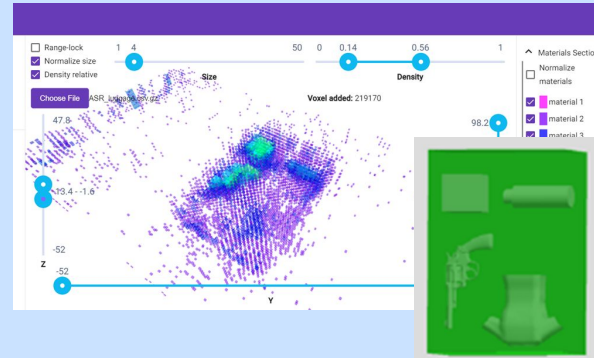 Range-lock
Normalize size
Density relative
1 4 50
Size
0 0.14 0.56 1
Density
Materials Sectio
Normalize
materials
Choose File
Voxel added: 219170
material 1
material 2
material 3
47.8
98.2
-13.4 - -1.6
-52
Z
-52
Y